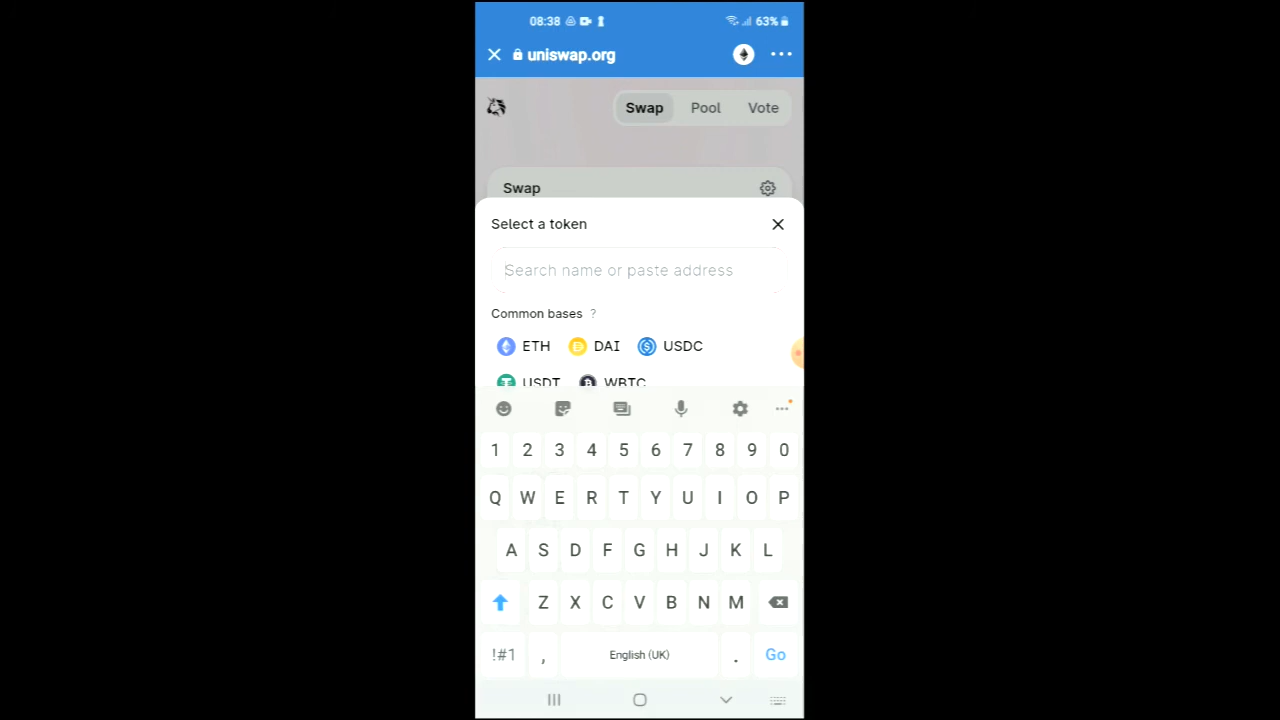 08:38 63%
uniswap.org
Swap Pool Vote
Swap
Select a token
Search name or paste address
Common bases ?
ETH DAI USDC
USDT WBTC
1 2 3 4 5 6 7 8 9 0
Q W E R T Y U I O P
A S D F G H J K L
Z X C V B N M
!#1 , English (UK) . Go